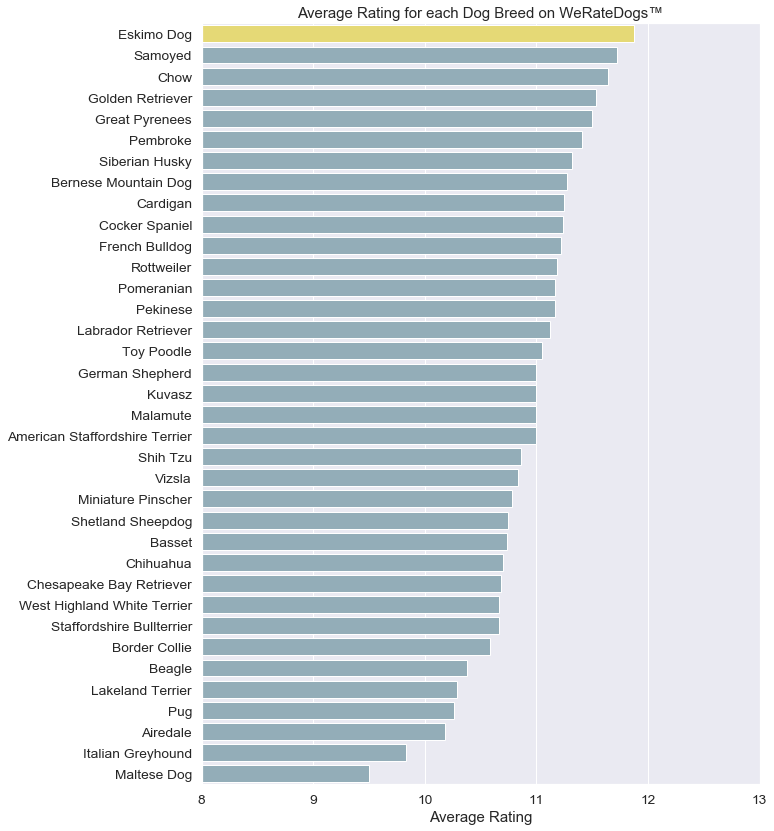 Average Rating for each Dog Breed on WeRateDogs™
Eskimo Dog
Samoyed
Chow
Golden Retriever
Great Pyrenees
Pembroke
Siberian Husky
Bernese Mountain Dog
Cardigan
Cocker Spaniel
French Bulldog
Rottweiler
Pomeranian
Pekinese
Labrador Retriever
Toy Poodle
German Shepherd
Kuvasz
Malamute
American Staffordshire Terrier
Shih Tzu
Vizsla
Miniature Pinscher
Shetland Sheepdog
Basset
Chihuahua
Chesapeake Bay Retriever
West Highland White Terrier
Staffordshire Bullterrier
Border Collie
Beagle
Lakeland Terrier
Pug
Airedale
Italian Greyhound
Maltese Dog
8 9 10 11 12 13
Average Rating